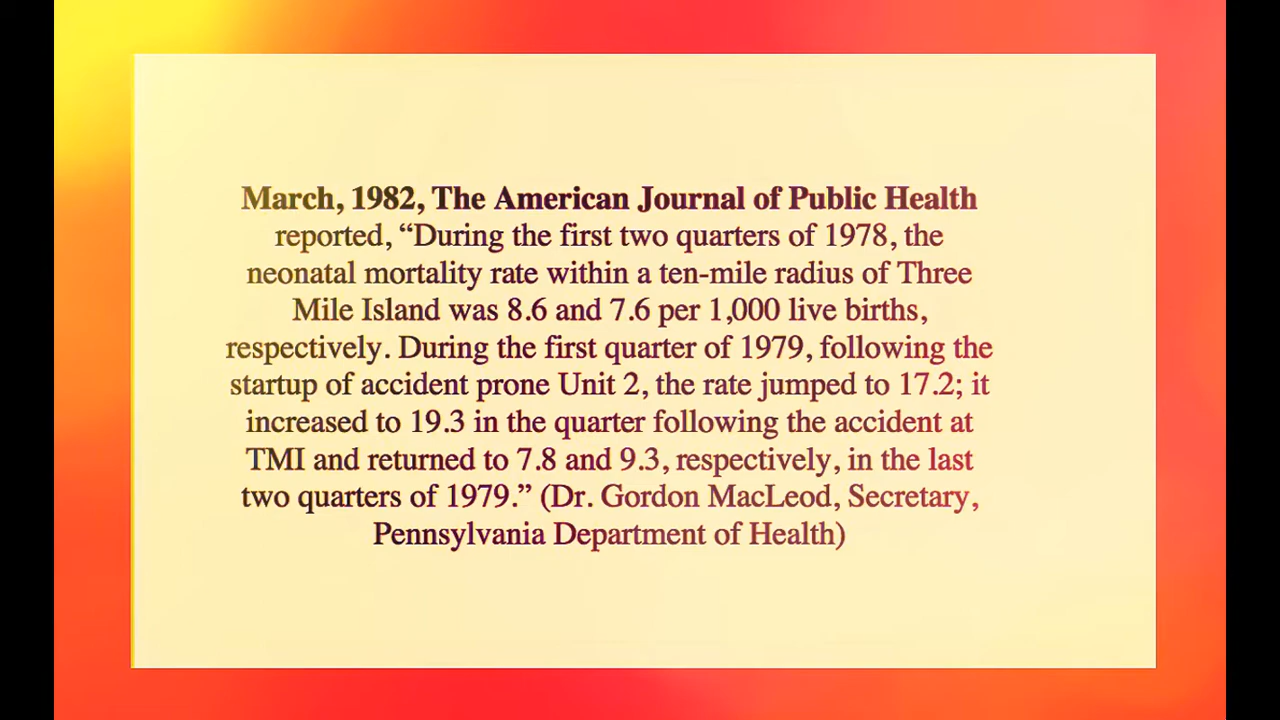 March, 1982, The American Journal of Public Health
reported, “During the first two quarters of 1978, the
neonatal mortality rate within a ten-mile radius of Three
Mile Island was 8.6 and 7.6 per 1,000 live births,
respectively. During the first quarter of 1979, following the
startup of accident prone Unit 2, the rate jumped to 17.2; it
increased to 19.3 in the quarter following the accident at
TMI and returned to 7.8 and 9.3, respectively, in the last
two quarters of 1979.” (Dr. Gordon MacLeod, Secretary,
Pennsylvania Department of Health)